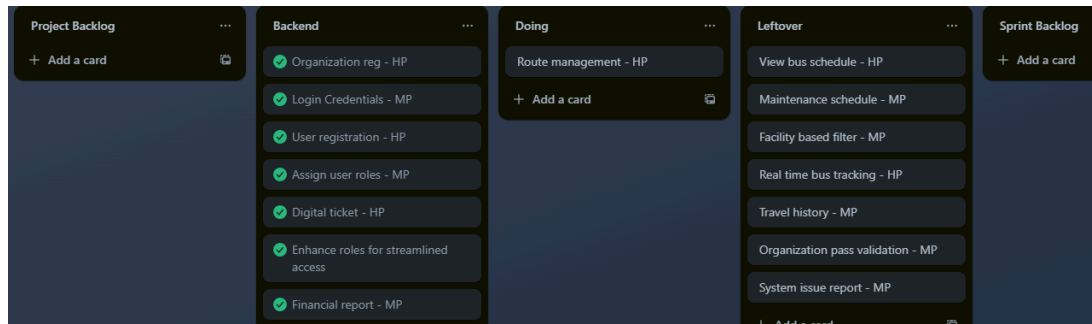 Project Backlog
+ Add a card
Backend
Organization reg - HP
Login Credentials - MP
User registration - HP
Assign user roles - MP
Digital ticket - HP
Enhance roles for streamlined
access
Financial report - MP
Doing
Route management - HP
+ Add a card
Leftover
View bus schedule - HP
Maintenance schedule - MP
Facility based filter - MP
Real time bus tracking - HP
Travel history - MP
Organization pass validation - MP
System issue report - MP
+ Add a card
Sprint Backlog
+ Add a card